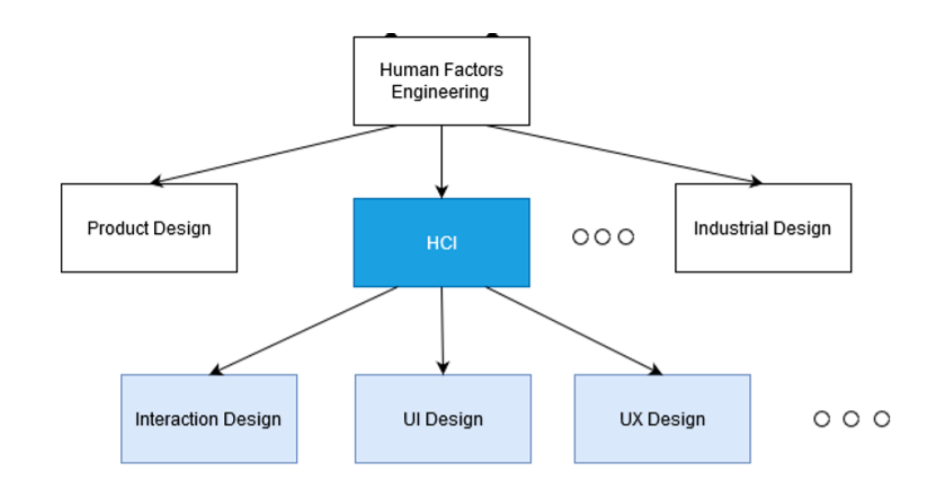 Human Factors
Engineering
Product Design
HCI
Industrial Design
Interaction Design
UI Design
UX Design